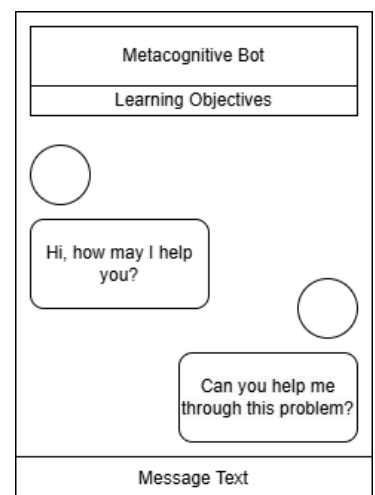 Metacognitive Bot
Learning Objectives
Hi, how may I help
you?
Can you help me
through this problem?
Message Text